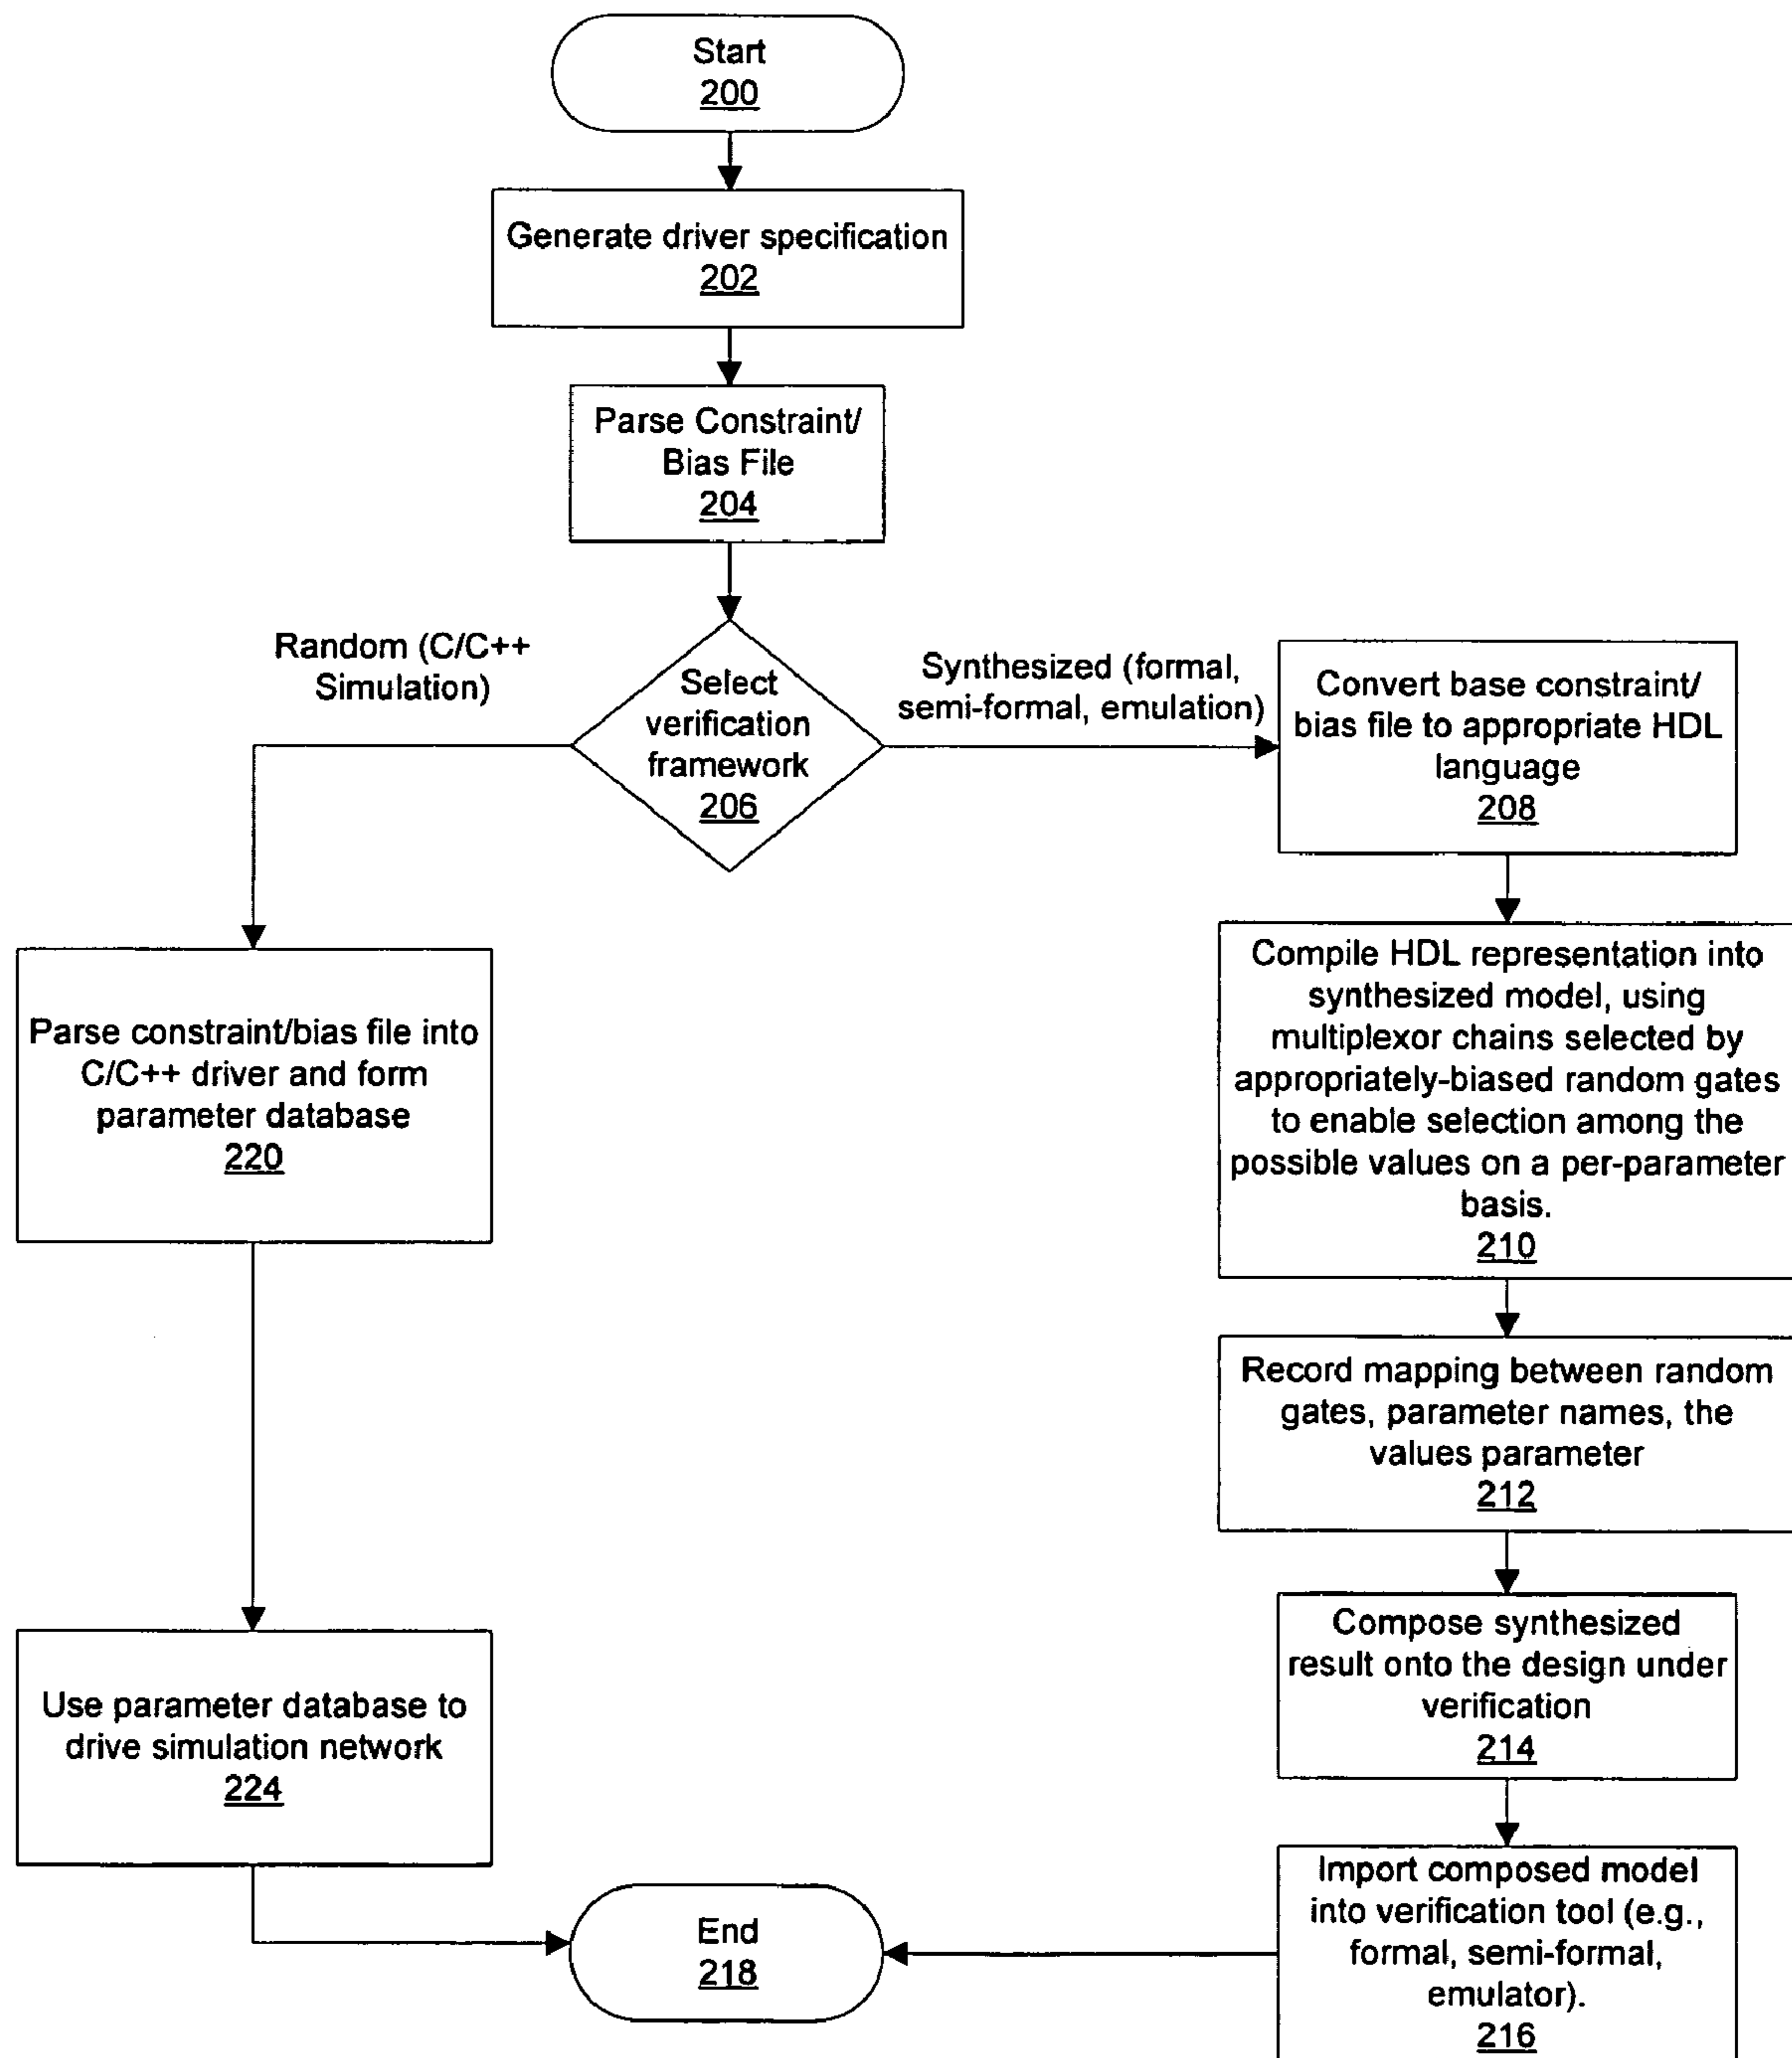 Start
200
Generate driver specification
202
Parse Constraint/
Bias File
204
Random (C/C++
Simulation)
Select
verification
framework
206
Synthesized (formal,
semi-formal, emulation)
Convert base constraint/
bias file to appropriate HDL
language
208
Parse constraint/bias file into
C/C++ driver and form
parameter database
220
Compile HDL representation into
synthesized model, using
multiplexor chains selected by
appropriately-biased random gates
to enable selection among the
possible values on a per-parameter
basis.
210
Record mapping between random
gates, parameter names, the
values parameter
212
Compose synthesized
result onto the design under
verification
214
Use parameter database to
drive simulation network
224
Import composed model
into verification tool (e.g.,
formal, semi-formal,
emulator).
216
End
218